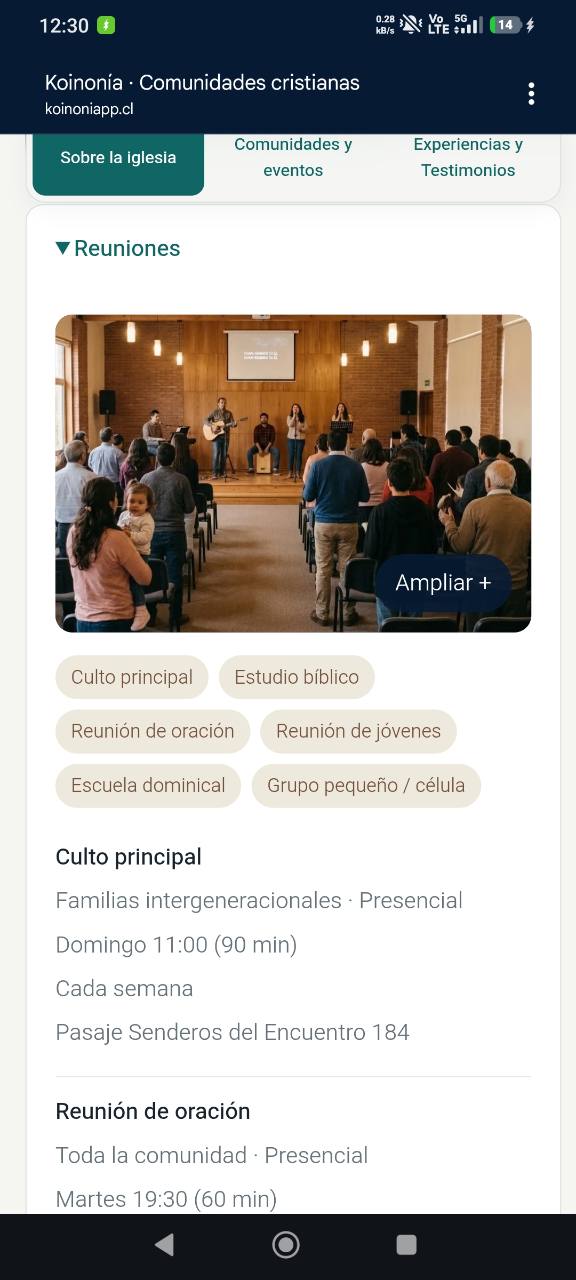 12:30
0.28 kB/s
Vo LTE
5G
14
Koinonía · Comunidades cristianas
koinoniapp.cl
Sobre la iglesia
Comunidades y
eventos
Experiencias y
Testimonios
Reuniones
Ampliar +
Culto principal
Estudio bíblico
Reunión de oración
Reunión de jóvenes
Escuela dominical
Grupo pequeño / célula
Culto principal
Familias intergeneracionales · Presencial
Domingo 11:00 (90 min)
Cada semana
Pasaje Senderos del Encuentro 184
Reunión de oración
Toda la comunidad · Presencial
Martes 19:30 (60 min)